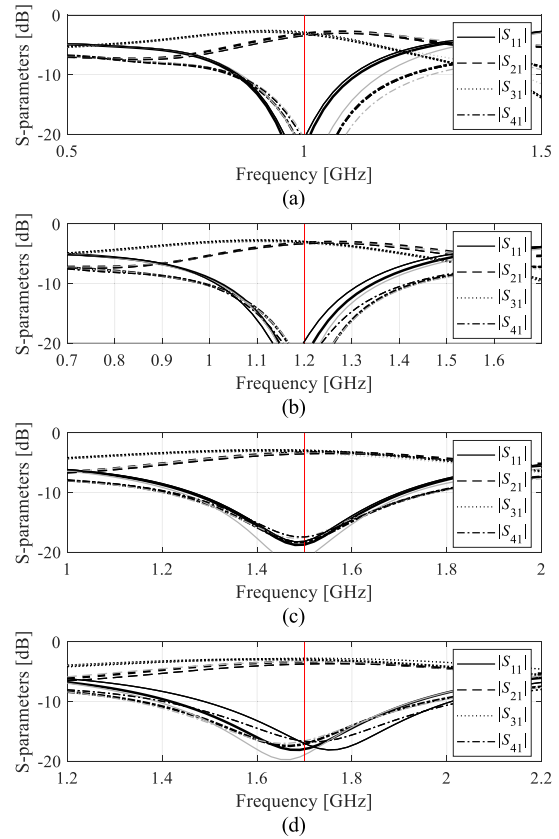 S-parameters [dB]
0
-10
-20
0.5
1
1.5
|S11|
|S21|
|S31|
|S41|
Frequency [GHz]
(a)
S-parameters [dB]
0
-10
-20
0.7
0.8
0.9
1
1.1
1.2
1.3
1.4
1.5
1.6
|S11|
|S21|
|S31|
|S41|
Frequency [GHz]
(b)
S-parameters [dB]
0
-10
-20
1
1.2
1.4
1.6
1.8
2
|S11|
|S21|
|S31|
|S41|
Frequency [GHz]
(c)
S-parameters [dB]
0
-10
-20
1.2
1.4
1.6
1.8
2
2.2
|S11|
|S21|
|S31|
|S41|
Frequency [GHz]
(d)